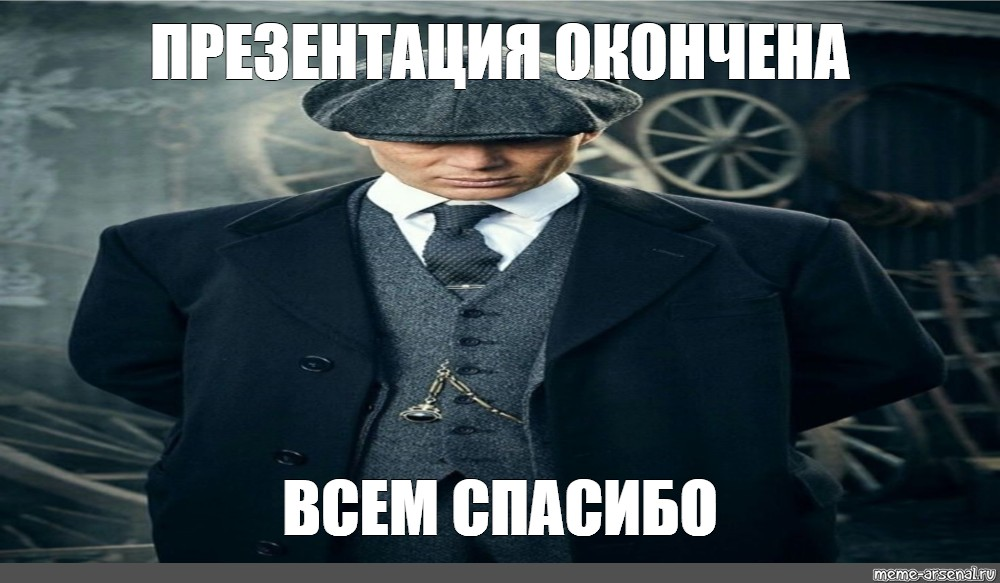 ПРЕЗЕНТАЦИЯ ОКОНЧЕНА
ВСЕМ СПАСИБО
meme-arsenal.ru